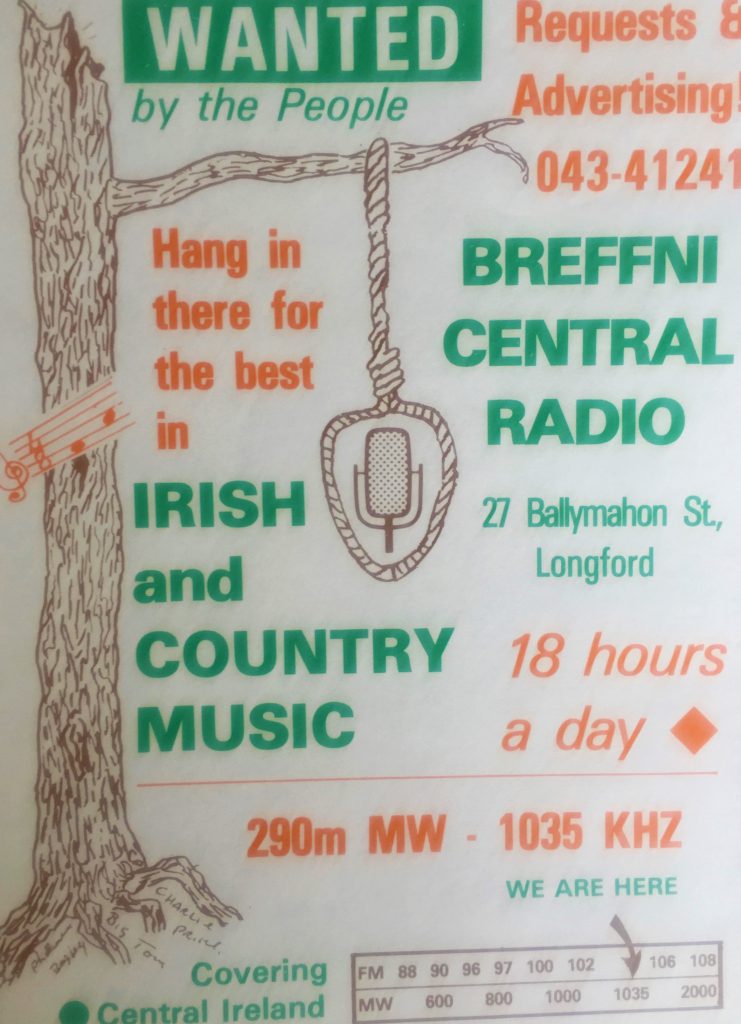 WANTED
by the People
Requests &
Advertising!
043-41241
Hang in
there for
the best
in
IRISH
and
COUNTRY
MUSIC
BREFFNI
CENTRAL
RADIO
27 Ballymahon St.,
Longford
18 hours
a day
290m MW - 1035 KHZ
WE ARE HERE
CHARLIE
PRIDE.
BIG TOM
Covering
Central Ireland
FM 88 90 96 97 100 102 106 108
MW 600 800 1000 1035 2000